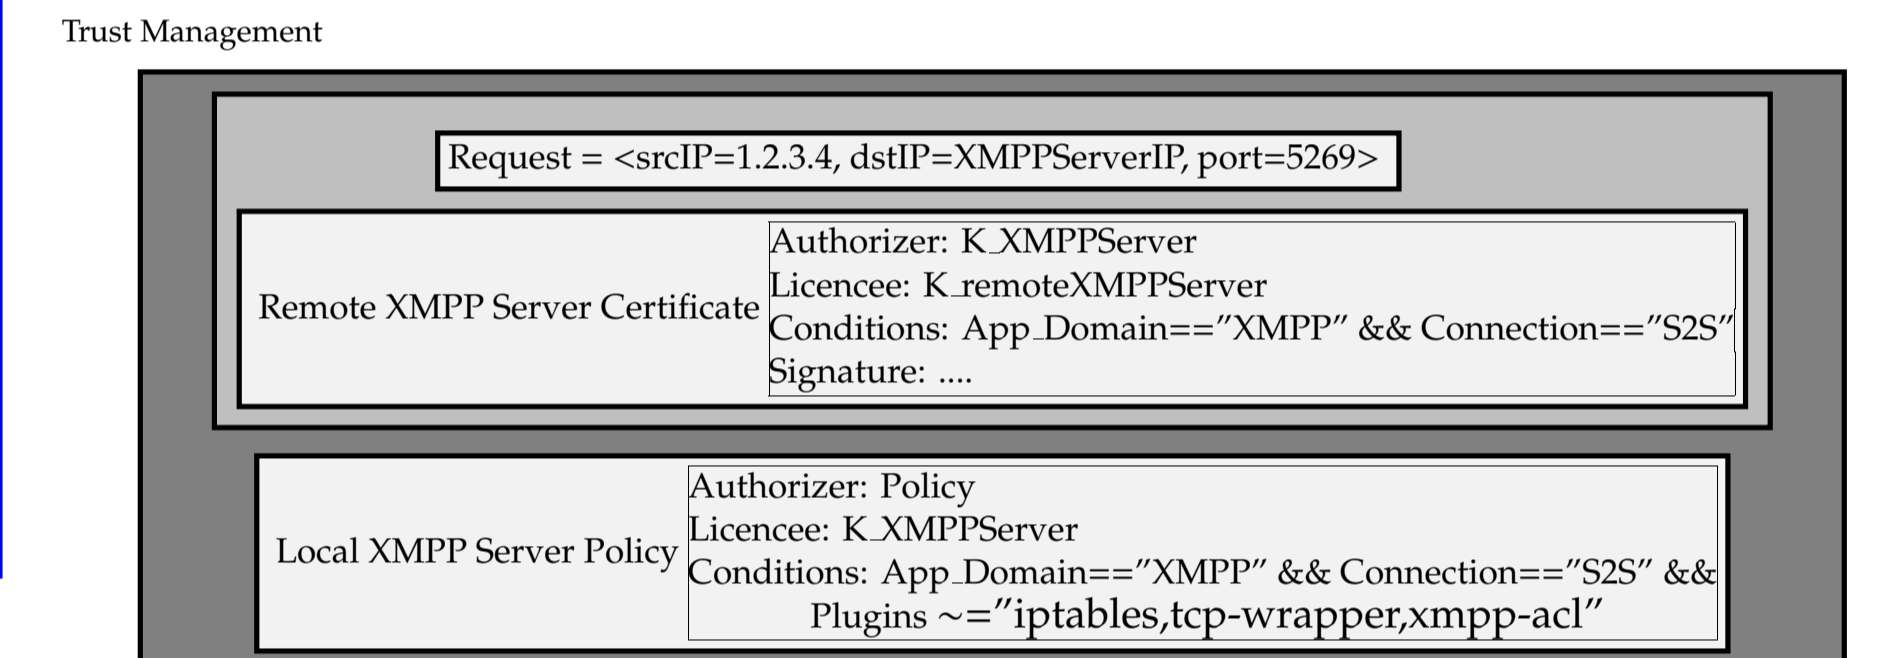 Trust Management
Request = <srcIP=1.2.3.4, dstIP=XMPPServerIP, port=5269>
Remote XMPP Server Certificate
Authorizer: K_XMPPServer
Licencee: K_remoteXMPPServer
Conditions: App_Domain=="XMPP" && Connection=="S2S"
Signature: ....
Local XMPP Server Policy
Authorizer: Policy
Licencee: K_XMPPServer
Conditions: App_Domain=="XMPP" && Connection=="S2S" &&
Plugins ~="iptables,tcp-wrapper,xmpp-acl"